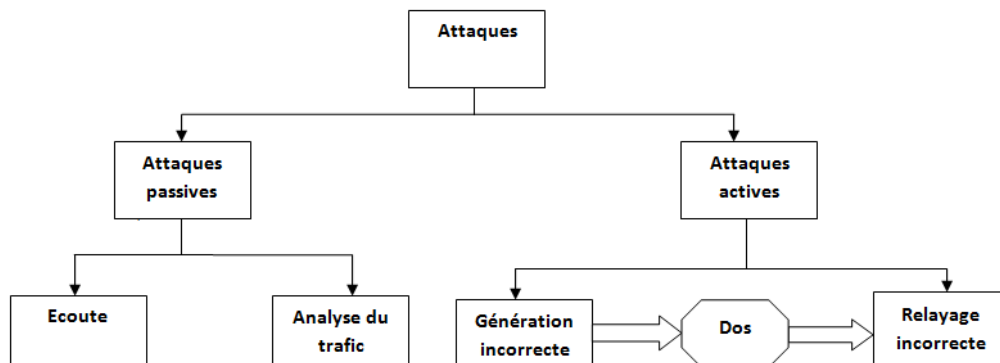 Attaques
Attaques
passives
Attaques
actives
Ecoute
Analyse du
trafic
Génération
incorrecte
Dos
Relayage
incorrecte